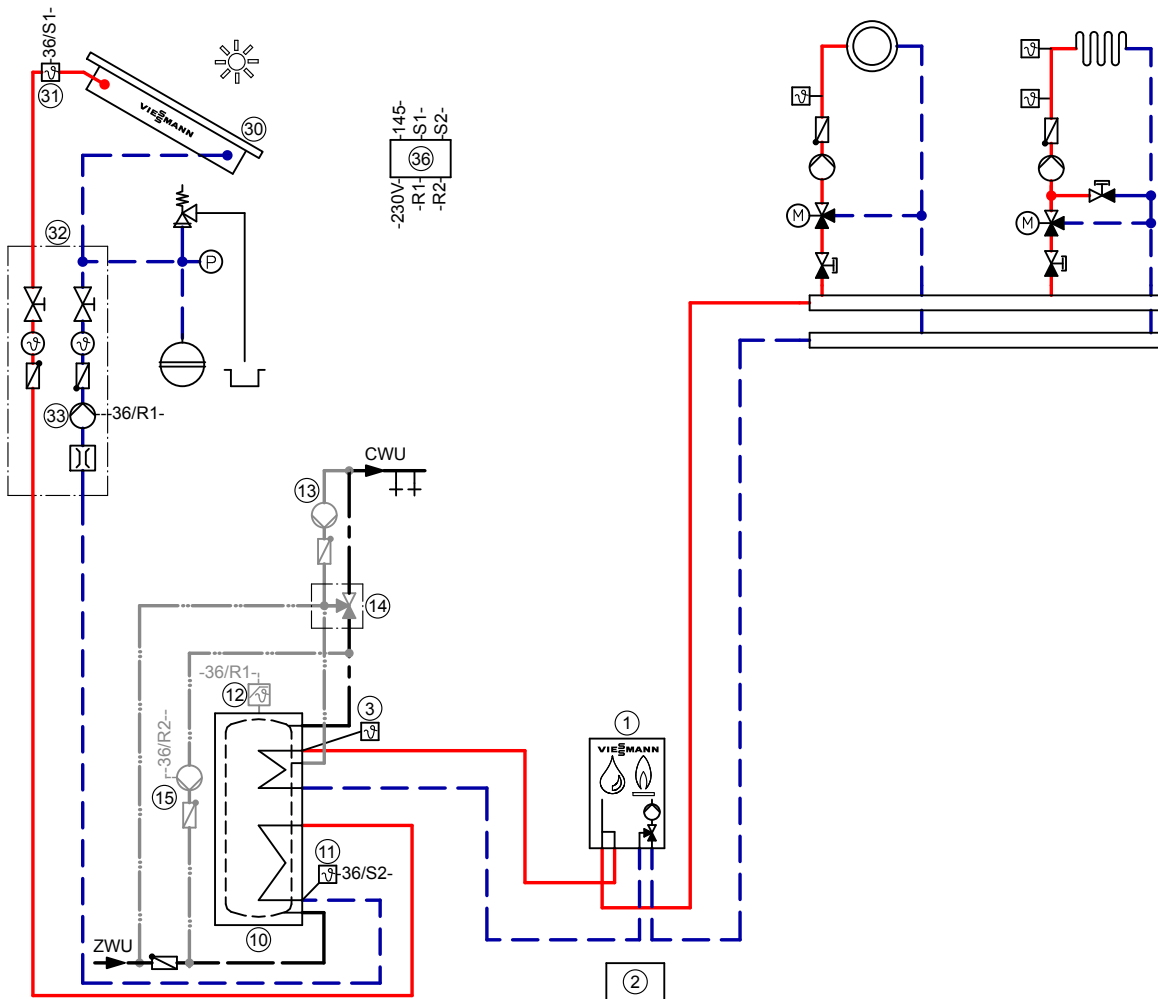 -36/S1-
31
VIESSMANN
30
-145-
-S1-
-S2-
36
-230V-
-R1-
-R2-
32
P
ϑ
ϑ
ϑ
33
-36/R1-
ϑ
ϑ
ϑ
M
M
CWU
13
14
-36/R1-
12
ϑ
3
ϑ
-36/R2-
15
11
ϑ
-36/S2-
10
ZWU
1
VIESSMANN
2